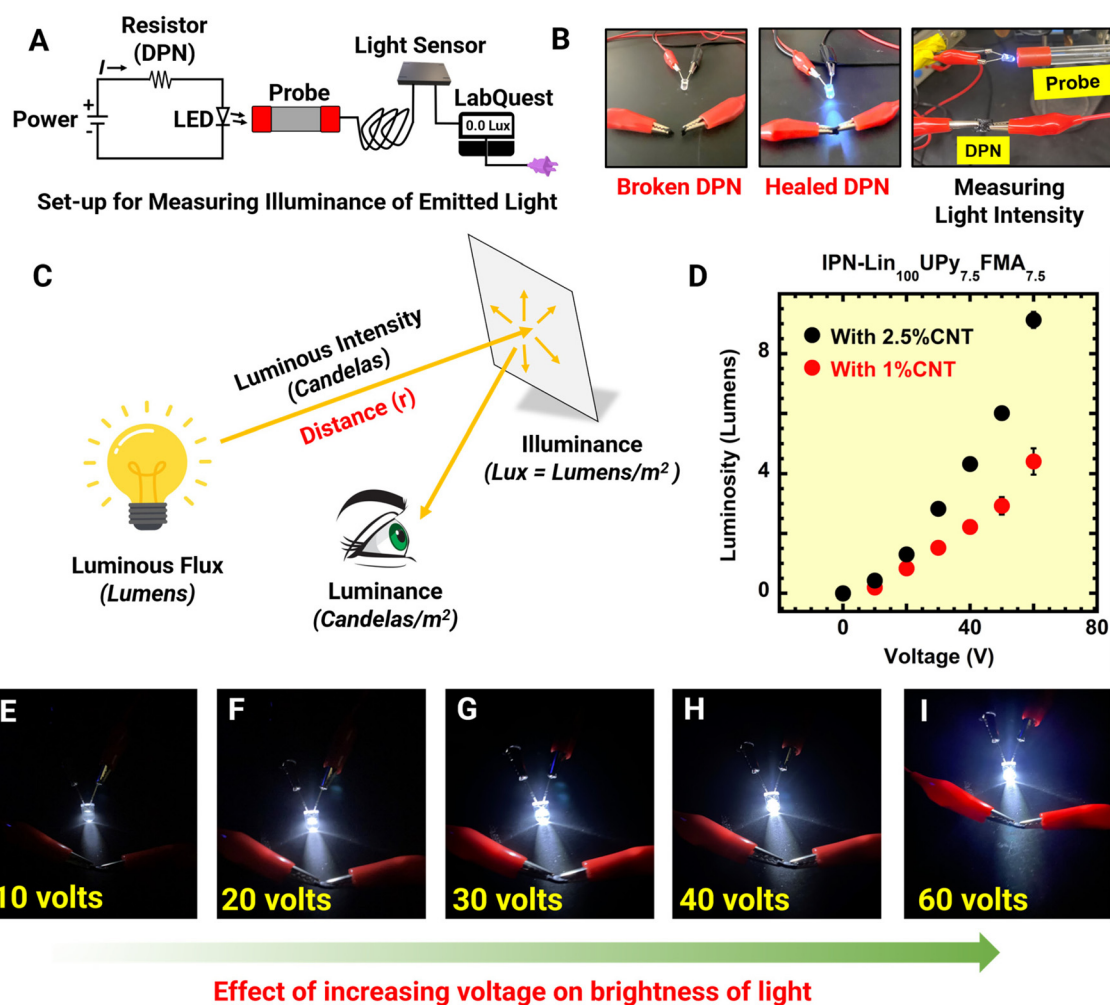 A
Resistor
(DPN)
I
Power
+
-
LED
Probe
Light Sensor
LabQuest
0.0 Lux
Set-up for Measuring Illuminance of Emitted Light
B
Broken DPN
Healed DPN
Probe
DPN
Measuring
Light Intensity
C
Luminous Intensity
(Candelas)
Distance (r)
Luminous Flux
(Lumens)
Illuminance
(Lux = Lumens/m²)
Luminance
(Candelas/m²)
D
IPN-Lin₁₀₀UPy₇.₅FMA₇.₅
With 2.5%CNT
With 1%CNT
Luminosity (Lumens)
8
4
0
0 40 80
Voltage (V)
E
10 volts
F
20 volts
G
30 volts
H
40 volts
I
60 volts
Effect of increasing voltage on brightness of light